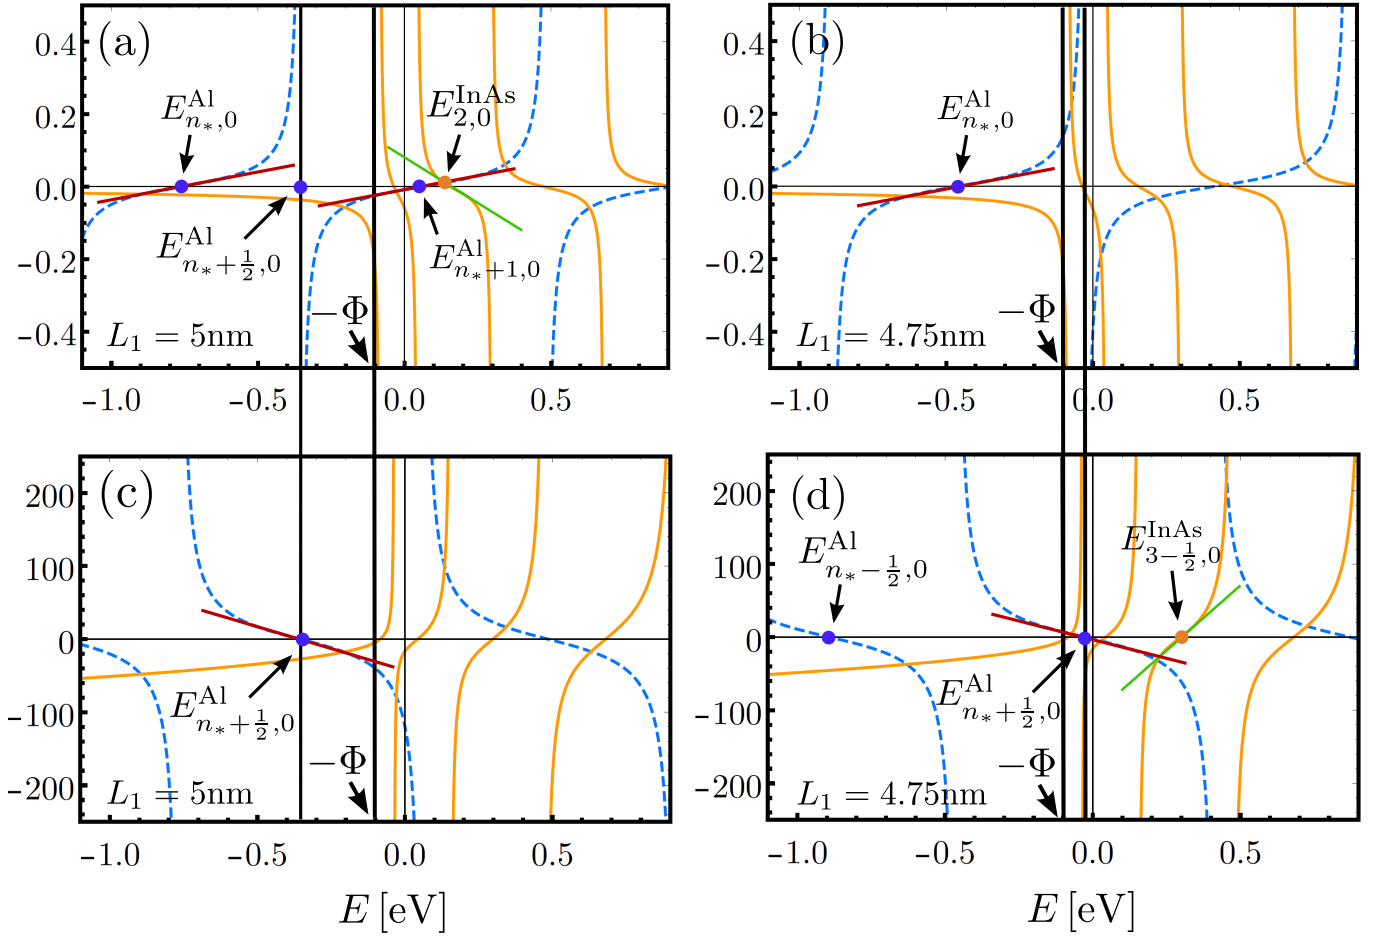 (a)
0.4
0.2
0.0
-0.2
-0.4
E^{Al}_{n_*,0}
E^{InAs}_{2,0}
E^{Al}_{n_*+\frac{1}{2},0}
E^{Al}_{n_*+1,0}
−Φ
L_1 = 5nm
-1.0 -0.5 0.0 0.5
(b)
0.4
0.2
0.0
-0.2
-0.4
E^{Al}_{n_*,0}
−Φ
L_1 = 4.75nm
-1.0 -0.5 0.0 0.5
(c)
200
100
0
-100
-200
E^{Al}_{n_*+\frac{1}{2},0}
−Φ
L_1 = 5nm
-1.0 -0.5 0.0 0.5
E [eV]
(d)
200
100
0
-100
-200
E^{Al}_{n_*-\frac{1}{2},0}
E^{InAs}_{3-\frac{1}{2},0}
E^{Al}_{n_*+\frac{1}{2},0}
−Φ
L_1 = 4.75nm
-1.0 -0.5 0.0 0.5
E [eV]